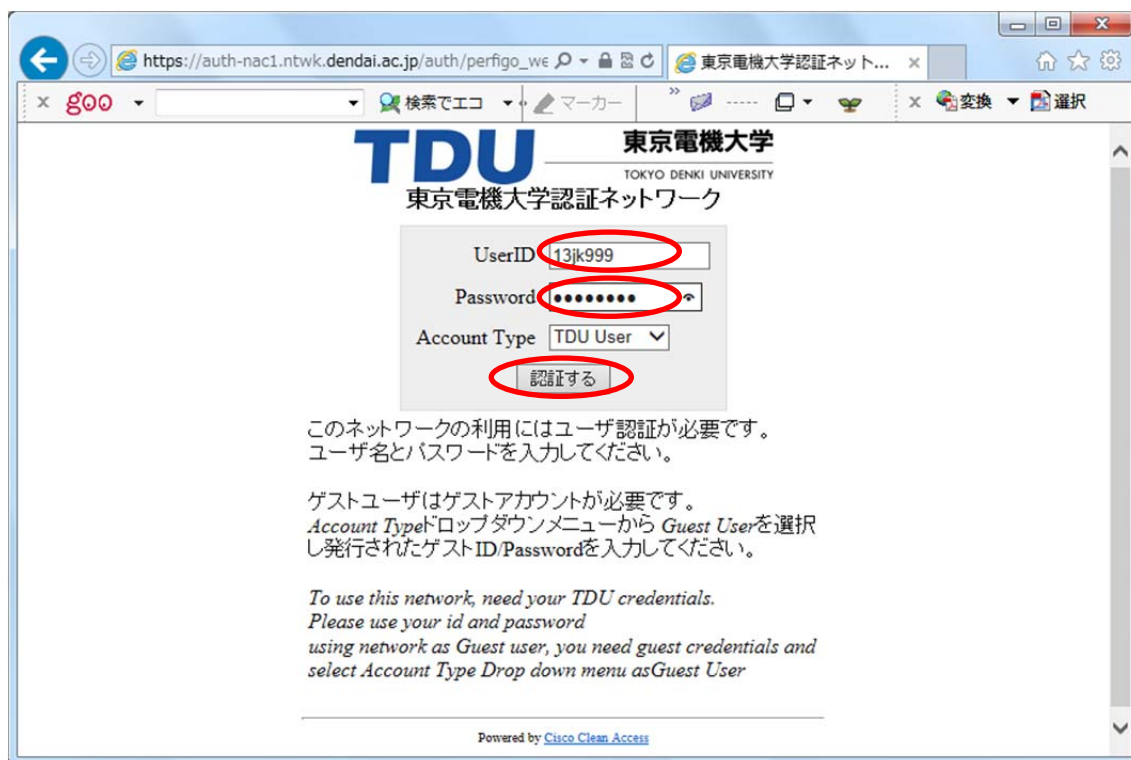 https://auth-nac1.ntwk.dendai.ac.jp/auth/perfigo_we
東京電機大学認証ネット...
goo
検索でエコ
マーカー
変換
選択
TDU
東京電機大学
TOKYO DENKI UNIVERSITY
東京電機大学認証ネットワーク
UserID 13jk999
Password ••••••••
Account Type TDU User
認証する
このネットワークの利用にはユーザ認証が必要です。
ユーザ名とパスワードを入力してください。
ゲストユーザはゲストアカウントが必要です。
Account Typeドロップダウンメニューから Guest Userを選択
し発行されたゲストID/Passwordを入力してください。
To use this network, need your TDU credentials.
Please use your id and password
using network as Guest user, you need guest credentials and
select Account Type Drop down menu asGuest User
Powered by Cisco Clean Access